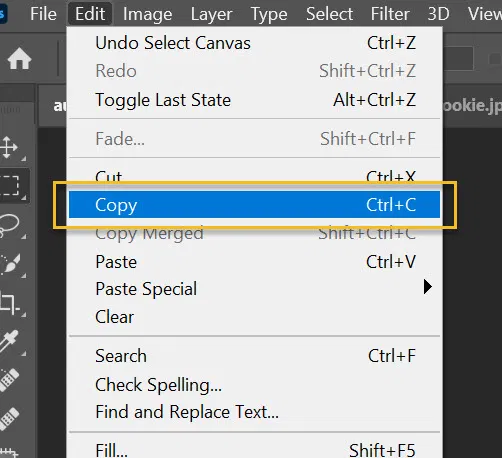 File Edit Image Layer Type Select Filter 3D View
Undo Select Canvas Ctrl+Z
Redo Shift+Ctrl+Z
Toggle Last State Alt+Ctrl+Z
au ookie.jp
Fade... Shift+Ctrl+F
Cut Ctrl+X
Copy Ctrl+C
Copy Merged Shift+Ctrl+C
Paste Ctrl+V
Paste Special
Clear
Search Ctrl+F
Check Spelling...
Find and Replace Text...
Fill... Shift+F5